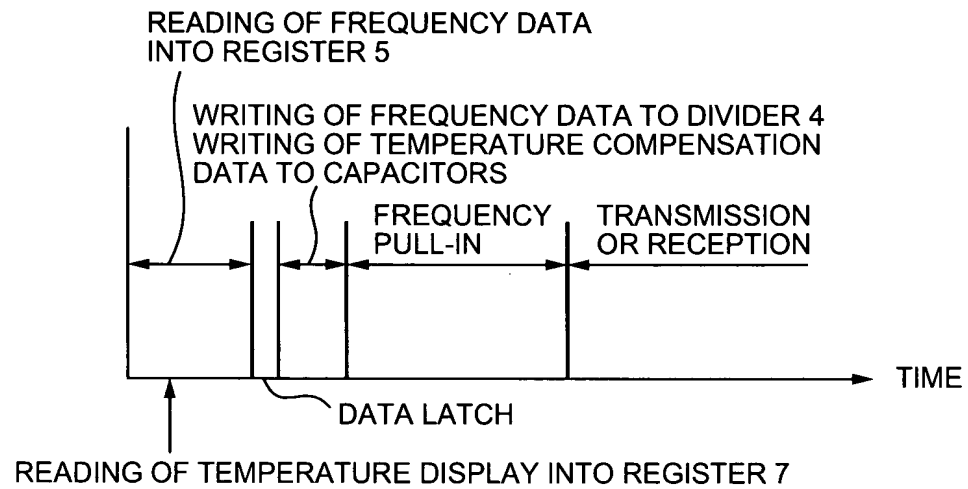 READING OF FREQUENCY DATA
INTO REGISTER 5
WRITING OF FREQUENCY DATA TO DIVIDER 4
WRITING OF TEMPERATURE COMPENSATION
DATA TO CAPACITORS
FREQUENCY
PULL-IN
TRANSMISSION
OR RECEPTION
TIME
DATA LATCH
READING OF TEMPERATURE DISPLAY INTO REGISTER 7